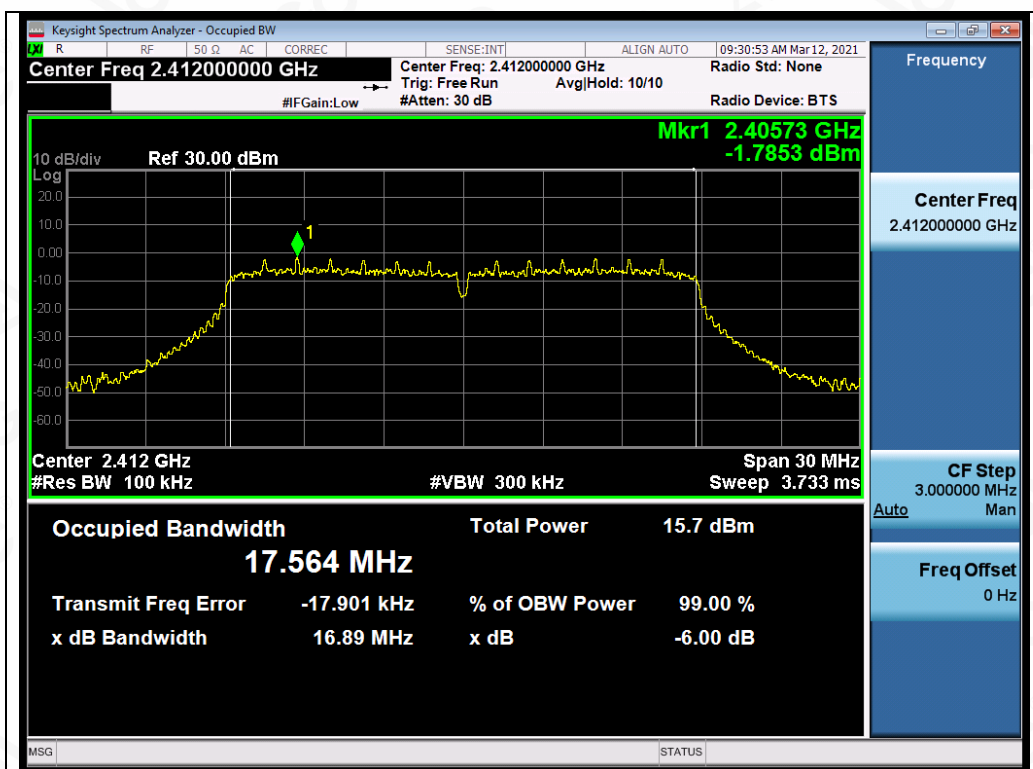 Keysight Spectrum Analyzer - Occupied BW
LXI R RF 50 Ω AC CORREC SENSE:INT ALIGN AUTO 09:30:53 AM Mar 12, 2021
Center Freq 2.412000000 GHz
Center Freq: 2.412000000 GHz
Radio Std: None
Trig: Free Run Avg|Hold: 10/10
#IFGain:Low #Atten: 30 dB
Radio Device: BTS
Frequency
Mkr1 2.40573 GHz
-1.7853 dBm
10 dB/div Ref 30.00 dBm
Log
20.0
10.0
0.00
-10.0
-20.0
-30.0
-40.0
-50.0
-60.0
1
Center 2.412 GHz Span 30 MHz
#Res BW 100 kHz #VBW 300 kHz Sweep 3.733 ms
Center Freq
2.412000000 GHz
CF Step
3.000000 MHz
Auto Man
Freq Offset
0 Hz
Occupied Bandwidth Total Power 15.7 dBm
17.564 MHz
Transmit Freq Error -17.901 kHz % of OBW Power 99.00 %
x dB Bandwidth 16.89 MHz x dB -6.00 dB
MSG STATUS